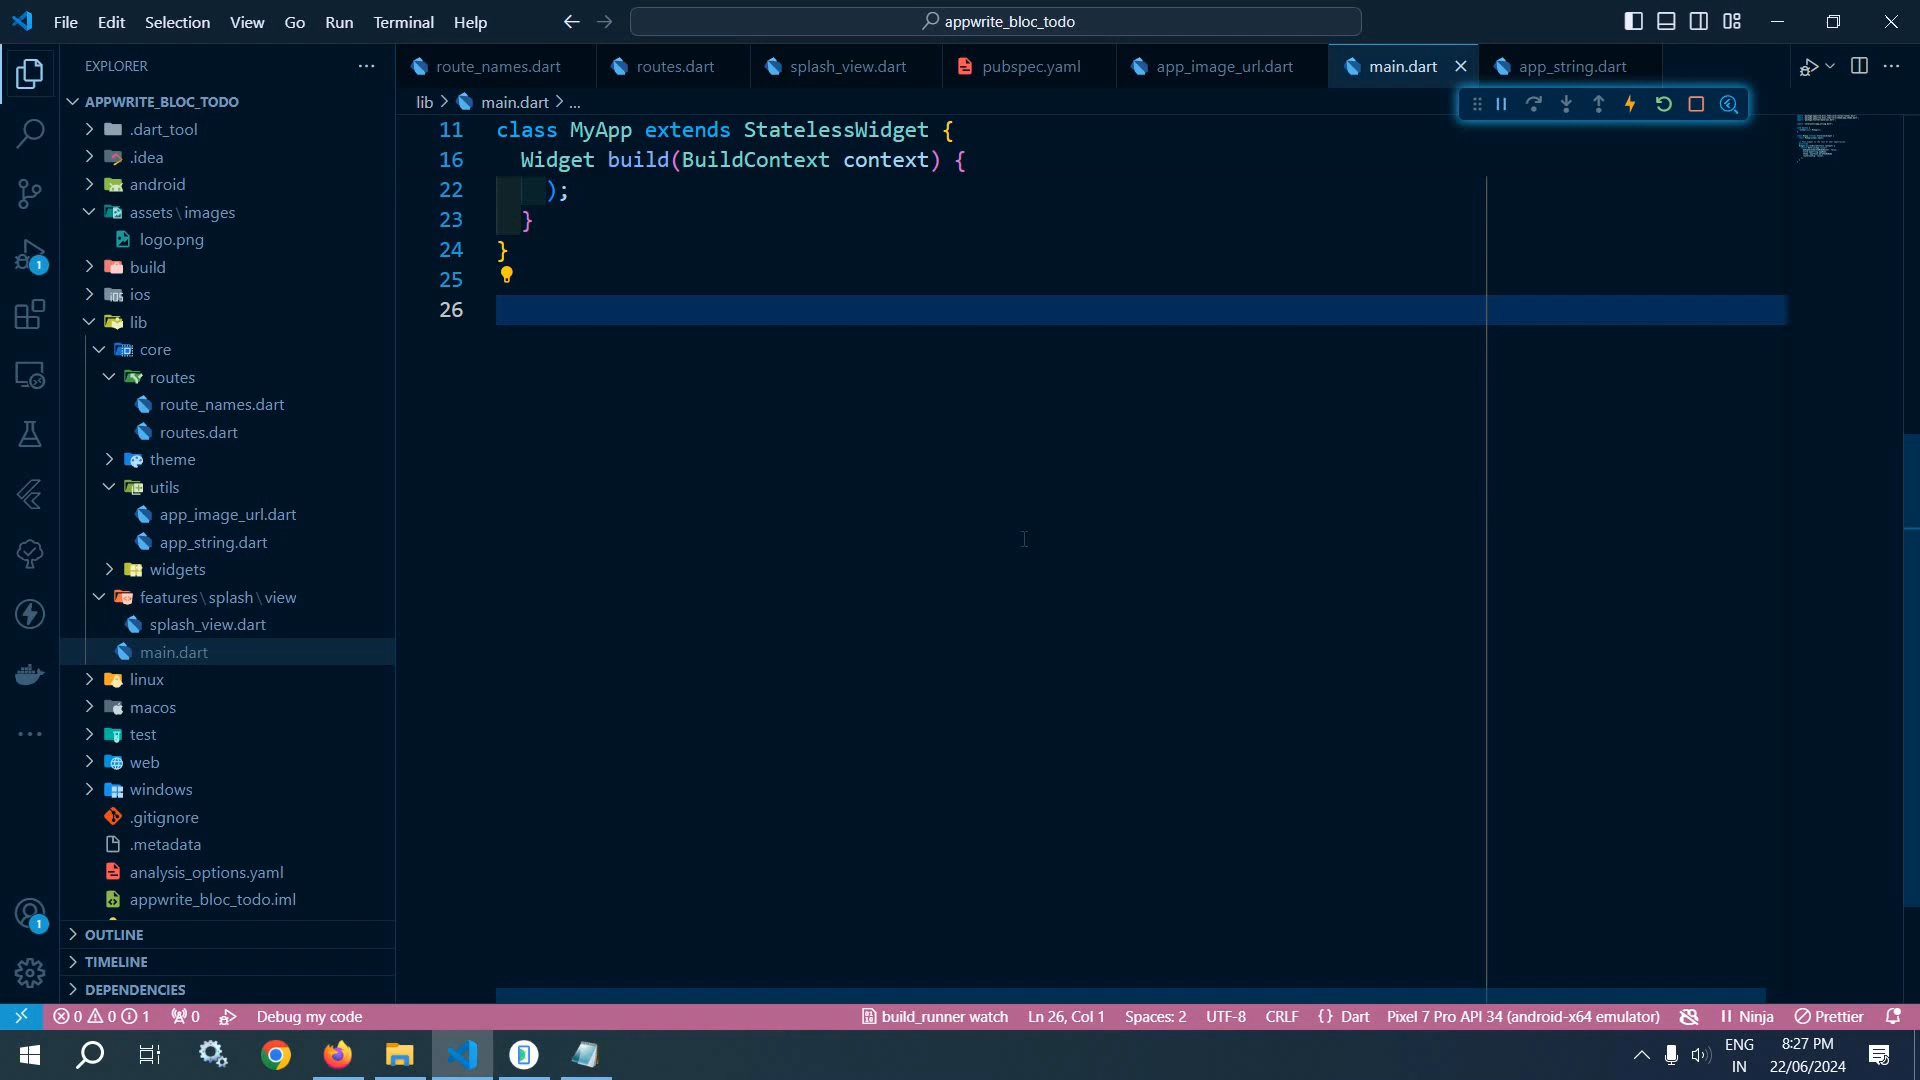 File Edit Selection View Go Run Terminal Help
appwrite_bloc_todo
EXPLORER
route_names.dart
routes.dart
splash_view.dart
pubspec.yaml
app_image_url.dart
main.dart
app_string.dart
lib > main.dart > ...
APPWRITE_BLOC_TODO
.dart_tool
.idea
android
assets\images
logo.png
build
ios
lib
core
routes
route_names.dart
routes.dart
theme
utils
app_image_url.dart
app_string.dart
widgets
features\splash\view
splash_view.dart
main.dart
linux
macos
test
web
windows
.gitignore
.metadata
analysis_options.yaml
appwrite_bloc_todo.iml
OUTLINE
TIMELINE
DEPENDENCIES
1
1
11 class MyApp extends StatelessWidget {
16 Widget build(BuildContext context) {
22 );
23 }
24 }
25
26
0 0 1 0 Debug my code
build_runner watch Ln 26, Col 1 Spaces: 2 UTF-8 CRLF {} Dart Pixel 7 Pro API 34 (android-x64 emulator) Ninja Prettier
ENG
IN
8:27 PM
22/06/2024